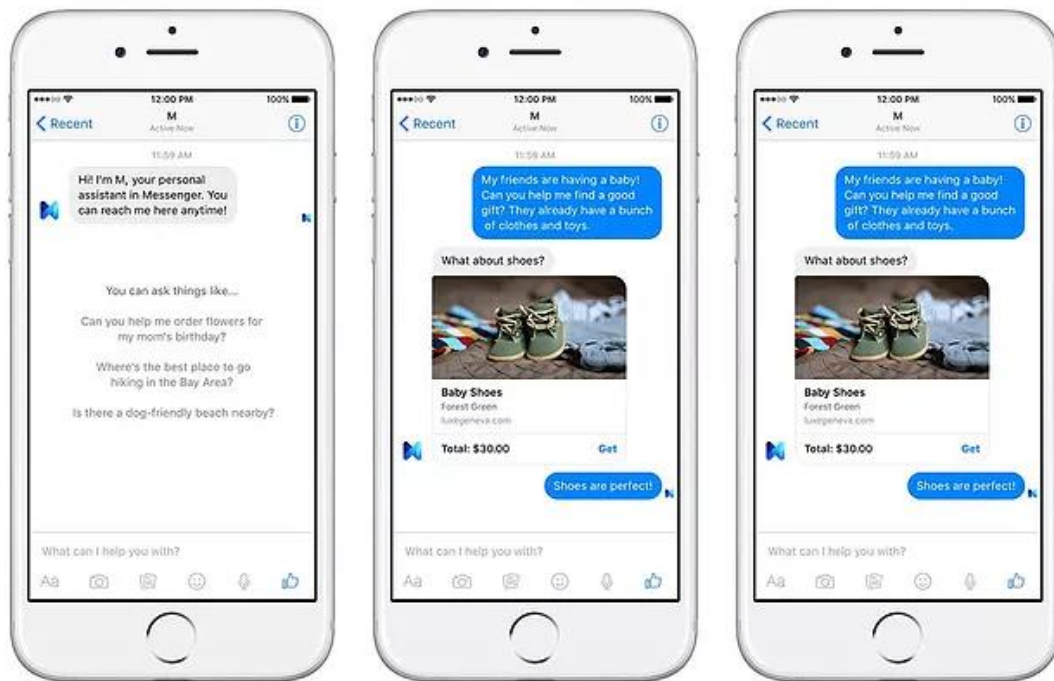 12:00 PM
100%
Recent
M
Active Now
11:59 AM
Hi! I'm M, your personal
assistant in Messenger. You
can reach me here anytime!
You can ask things like...
Can you help me order flowers for
my mom's birthday?
Where's the best place to go
hiking in the Bay Area?
Is there a dog-friendly beach nearby?
What can I help you with?
Aa
12:00 PM
100%
Recent
M
Active Now
11:59 AM
My friends are having a baby!
Can you help me find a good
gift? They already have a bunch
of clothes and toys.
What about shoes?
Baby Shoes
Forest Green
luxegeneva.com
Total: $30.00
Get
Shoes are perfect!
What can I help you with?
Aa
12:00 PM
100%
Recent
M
Active Now
11:59 AM
My friends are having a baby!
Can you help me find a good
gift? They already have a bunch
of clothes and toys.
What about shoes?
Baby Shoes
Forest Green
luxegeneva.com
Total: $30.00
Get
Shoes are perfect!
What can I help you with?
Aa